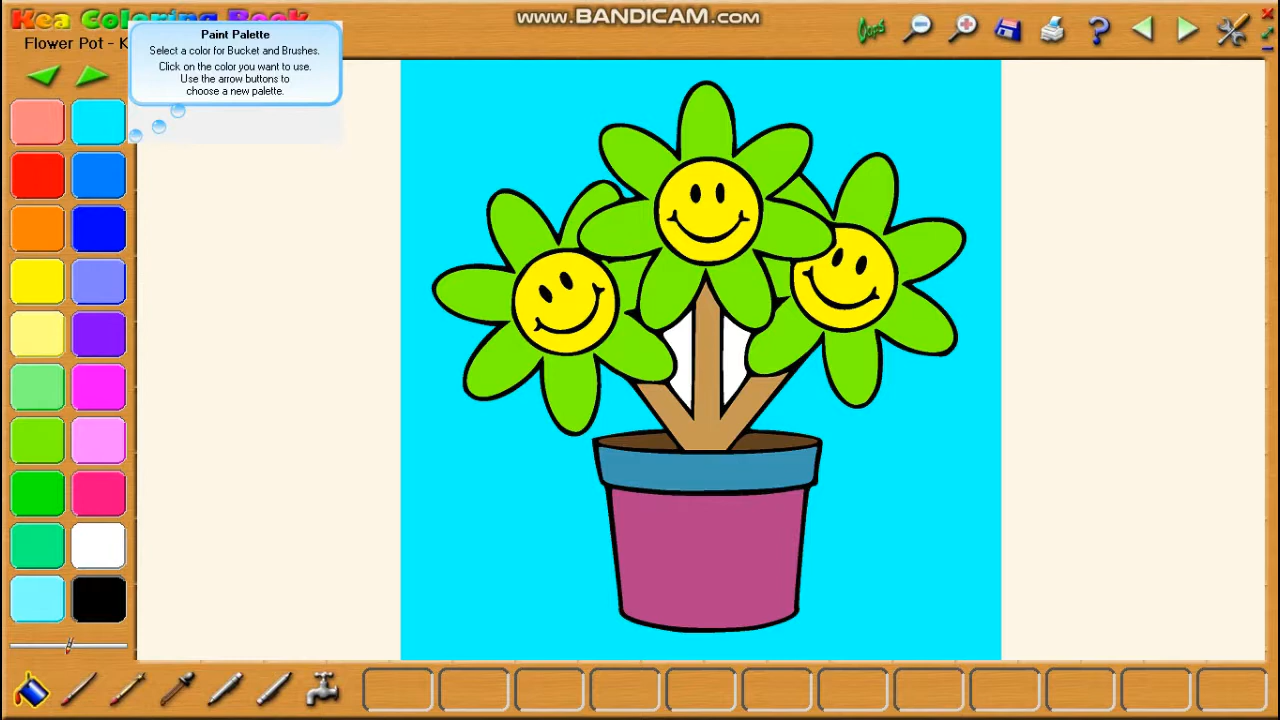 Kea Coloring Book
www.BANDICAM.com
Oops!
Flower Pot - K
Paint Palette
Select a color for Bucket and Brushes.
Click on the color you want to use.
Use the arrow buttons to
choose a new palette.